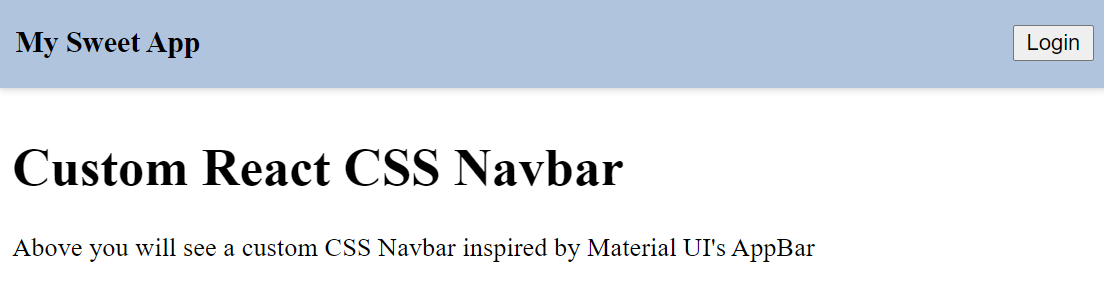 My Sweet App
Login
Custom React CSS Navbar
Above you will see a custom CSS Navbar inspired by Material UI's AppBar